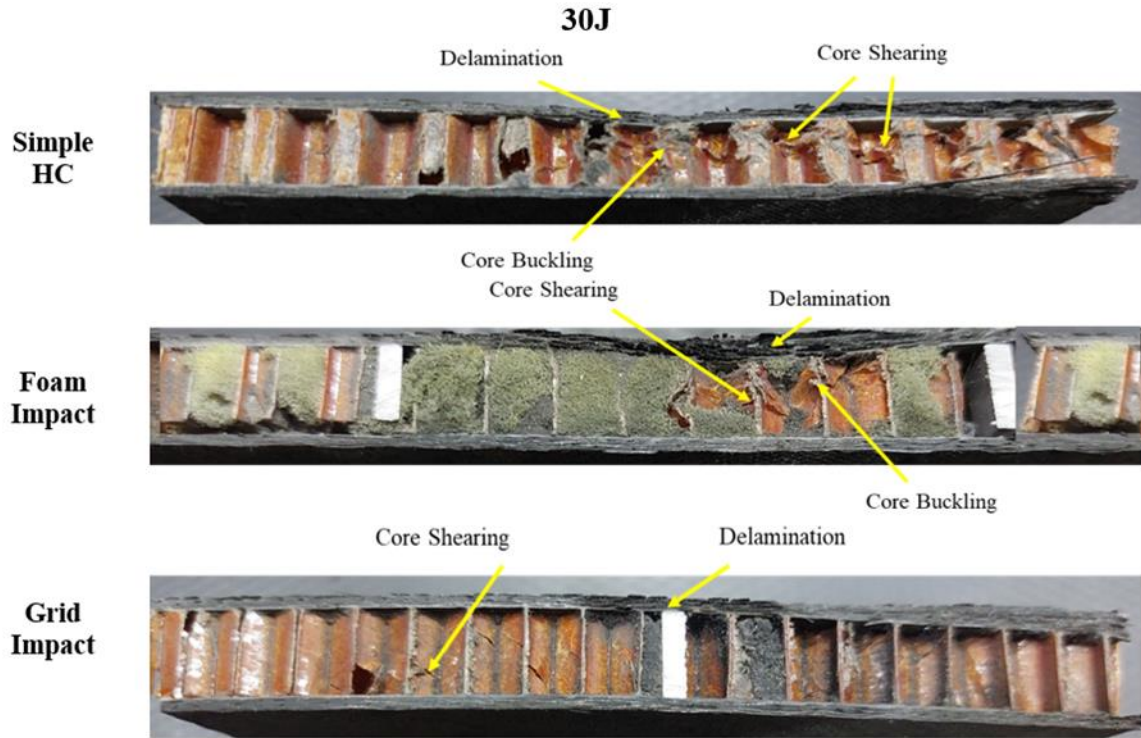 30J
Delamination
Core Shearing
Simple
HC
Core Buckling
Core Shearing
Delamination
Foam
Impact
Core Buckling
Core Shearing
Delamination
Grid
Impact